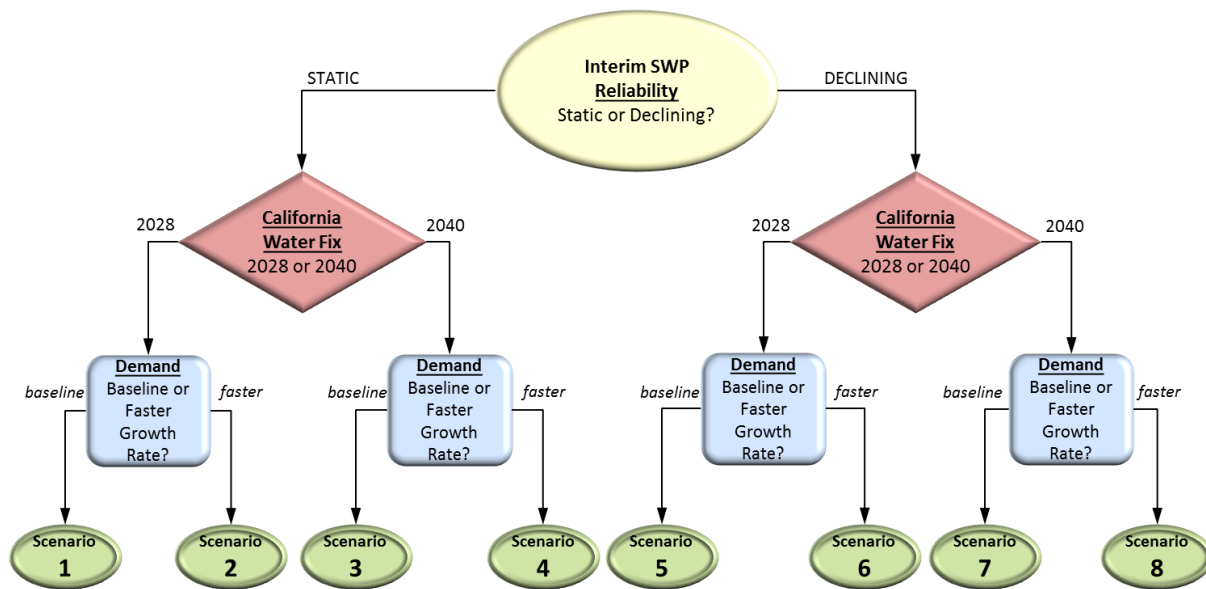 Interim SWP
Reliability
Static or Declining?
STATIC
DECLINING
California
Water Fix
2028 or 2040
2028
2040
California
Water Fix
2028 or 2040
2028
2040
Demand
Baseline or
Faster
Growth
Rate?
baseline
faster
Demand
Baseline or
Faster
Growth
Rate?
baseline
faster
Demand
Baseline or
Faster
Growth
Rate?
baseline
faster
Demand
Baseline or
Faster
Growth
Rate?
baseline
faster
Scenario
1
Scenario
2
Scenario
3
Scenario
4
Scenario
5
Scenario
6
Scenario
7
Scenario
8